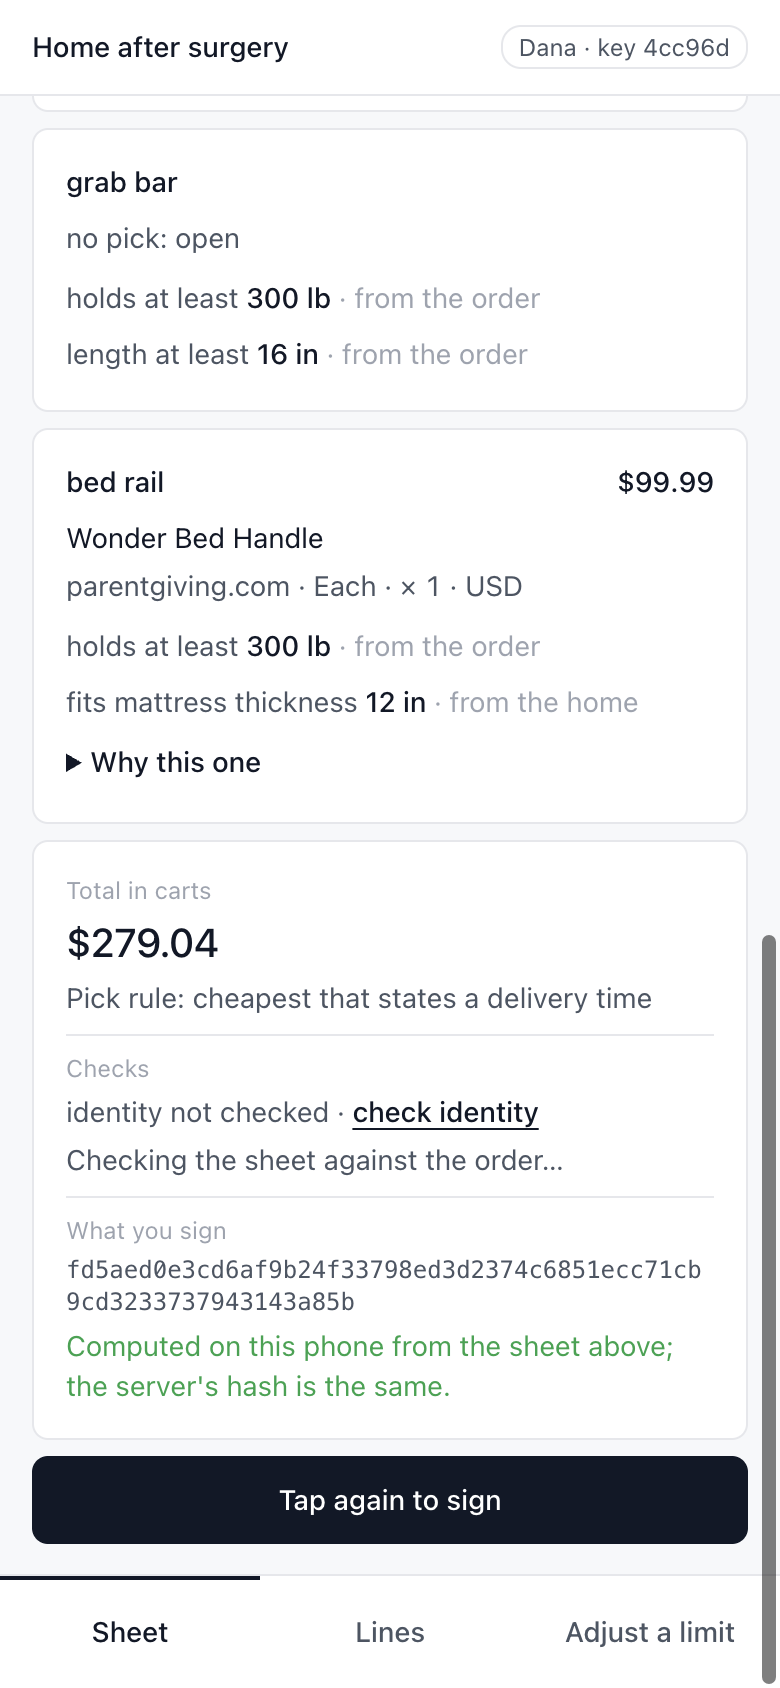 Home after surgery
Dana · key 4cc96d
grab bar
no pick: open
holds at least 300 lb · from the order
length at least 16 in · from the order
bed rail
$99.99
Wonder Bed Handle
parentgiving.com · Each · × 1 · USD
holds at least 300 lb · from the order
fits mattress thickness 12 in · from the home
▶ Why this one
Total in carts
$279.04
Pick rule: cheapest that states a delivery time
Checks
identity not checked · check identity
Checking the sheet against the order...
What you sign
fd5aed0e3cd6af9b24f33798ed3d2374c6851ecc71cb
9cd3233737943143a85b
Computed on this phone from the sheet above;
the server's hash is the same.
Tap again to sign
Sheet
Lines
Adjust a limit